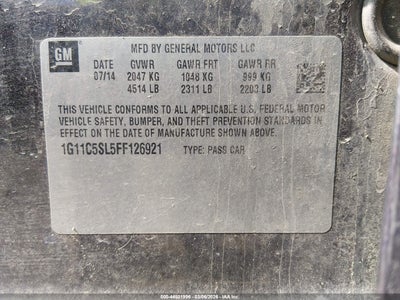 GM
MFD BY GENERAL MOTORS LLC
DATE GVWR GAWR FRT GAWR RR
07/14 2047 KG 1048 KG 999 KG
4514 LB 2311 LB 2203 LB
THIS VEHICLE CONFORMS TO ALL APPLICABLE U.S. FEDERAL MOTOR
VEHICLE SAFETY, BUMPER, AND THEFT PREVENTION STANDARDS IN
EFFECT ON THE DATE OF MANUFACTURE SHOWN ABOVE.
1G11C5SL5FF126921 TYPE: PASS CAR